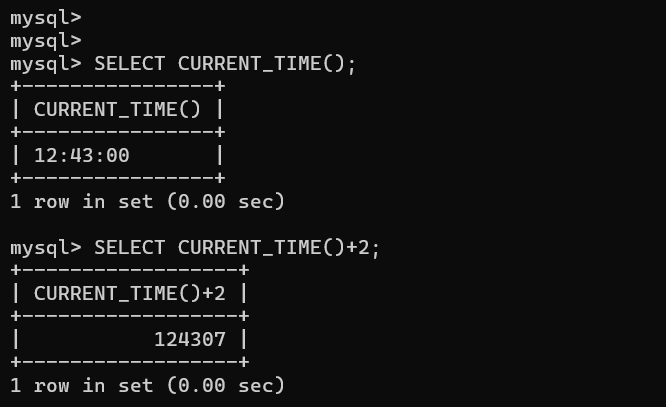 mysql>
mysql>
mysql> SELECT CURRENT_TIME();
+----------------+
| CURRENT_TIME() |
+----------------+
| 12:43:00       |
+----------------+
1 row in set (0.00 sec)

mysql> SELECT CURRENT_TIME()+2;
+------------------+
| CURRENT_TIME()+2 |
+------------------+
|           124307 |
+------------------+
1 row in set (0.00 sec)